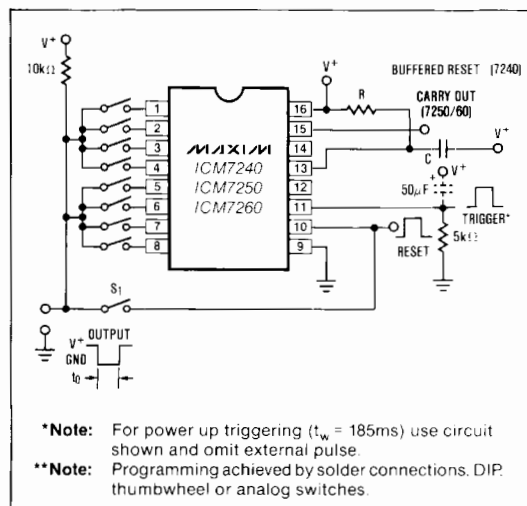 V+
10kΩ
1
2
3
4
5
6
7
8
MAXIM
ICM7240
ICM7250
ICM7260
16
15
14
13
12
11
10
9
V+
R
BUFFERED RESET (7240)
CARRY OUT
(7250/60)
C
V+
V+
+
50μF
TRIGGER*
5kΩ
RESET
S1
OUTPUT
V+
GND
t0
*Note: For power up triggering (tw = 185ms) use circuit
shown and omit external pulse.
**Note: Programming achieved by solder connections. DIP,
thumbwheel or analog switches.